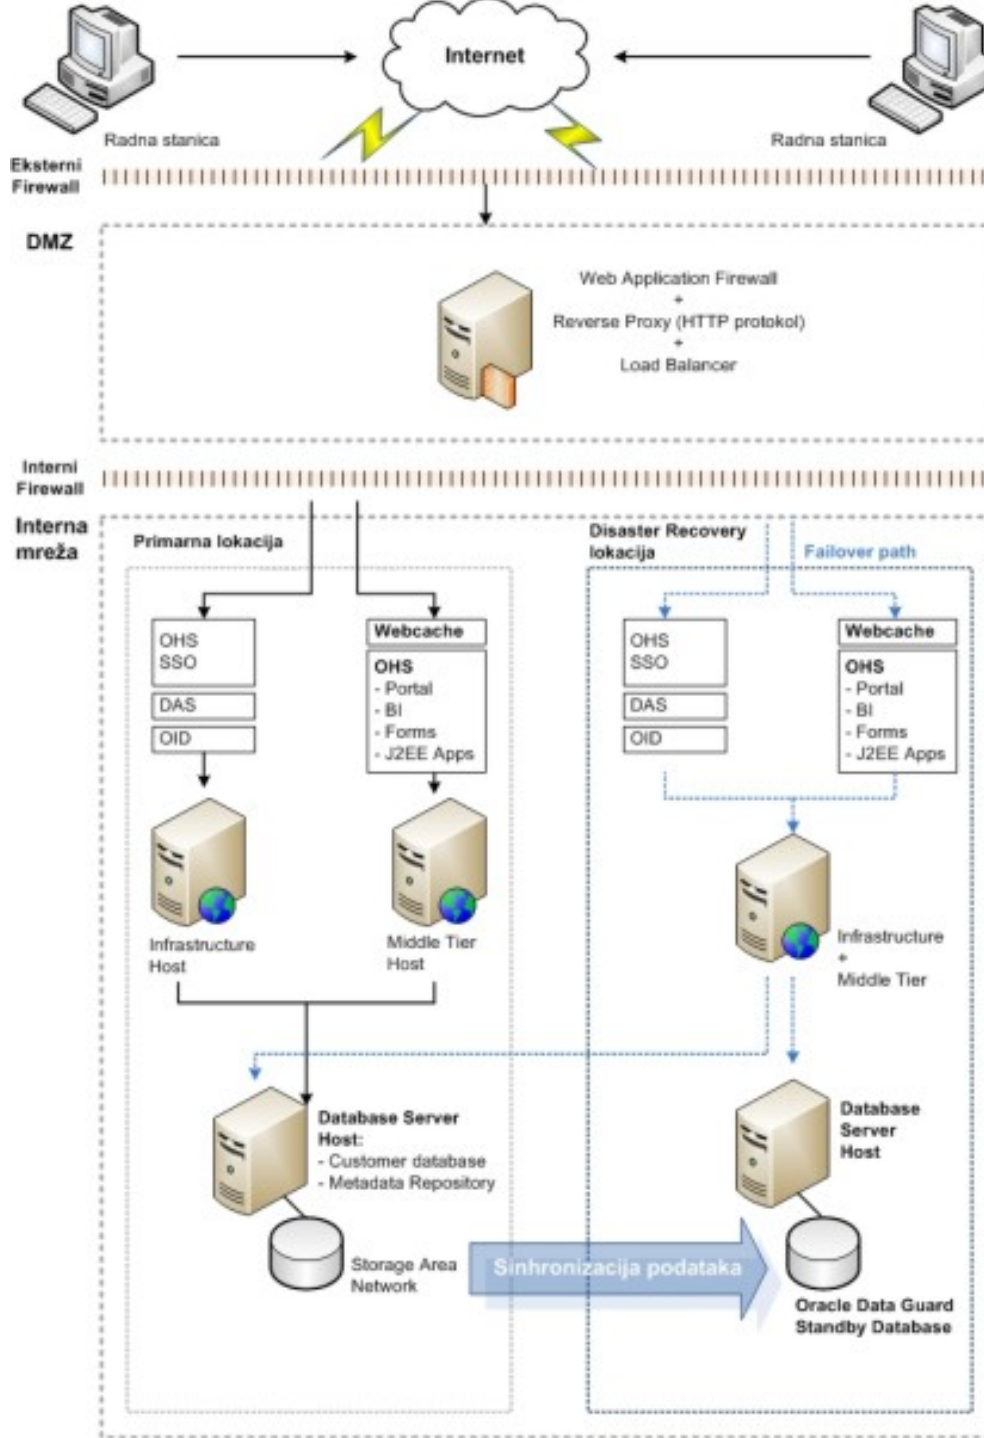 Internet
Radna stanica
Radna stanica
Eksterni
Firewall
DMZ
Web Application Firewall
+
Reverse Proxy (HTTP protokol)
+
Load Balancer
Interni
Firewall
Interna
mreža
Primarna lokacija
Disaster Recovery
lokacija
Failover path
OHS
SSO
DAS
OID
Webcache
OHS
- Portal
- BI
- Forms
- J2EE Apps
OHS
SSO
DAS
OID
Webcache
OHS
- Portal
- BI
- Forms
- J2EE Apps
Infrastructure
Host
Middle Tier
Host
Infrastructure
+
Middle Tier
Database Server
Host:
- Customer database
- Metadata Repository
Database
Server
Host
Storage Area
Network
Sinhronizacija podataka
Oracle Data Guard
Standby Database